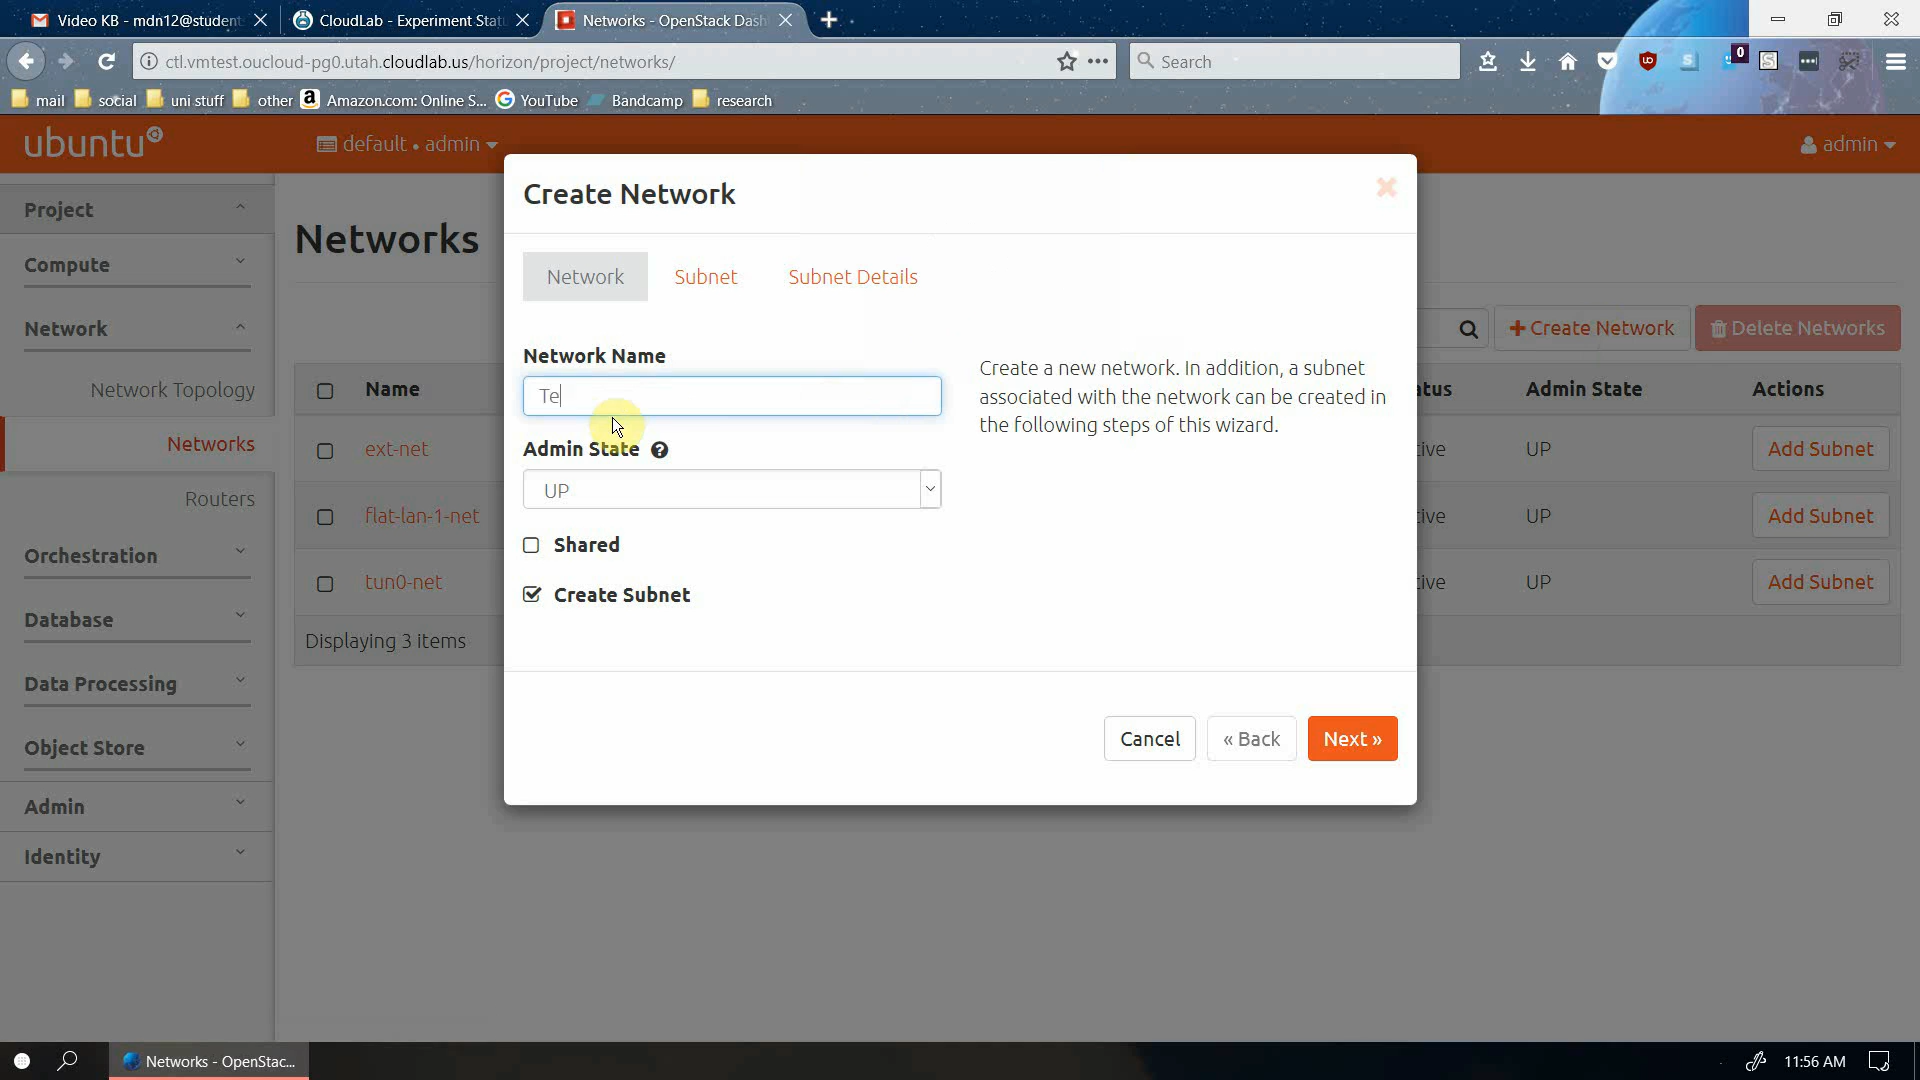 Video KB - mdn12@student
CloudLab - Experiment Stat
Networks - OpenStack Dash
ctl.vmtest.oucloud-pg0.utah.cloudlab.us/horizon/project/networks/
Search
0
mail
social
uni stuff
other
Amazon.com: Online S...
YouTube
Bandcamp
research
ubuntu
default • admin
admin
Project
Compute
Network
Network Topology
Networks
Routers
Orchestration
Database
Data Processing
Object Store
Admin
Identity
Networks
Create Network
Delete Networks
Name
tus
Admin State
Actions
ext-net
ive
UP
Add Subnet
flat-lan-1-net
ive
UP
Add Subnet
tun0-net
ive
UP
Add Subnet
Displaying 3 items
Create Network
Network
Subnet
Subnet Details
Network Name
Te
Admin State
UP
Shared
Create Subnet
Create a new network. In addition, a subnet
associated with the network can be created in
the following steps of this wizard.
Cancel
« Back
Next »
Networks - OpenStac...
11:56 AM